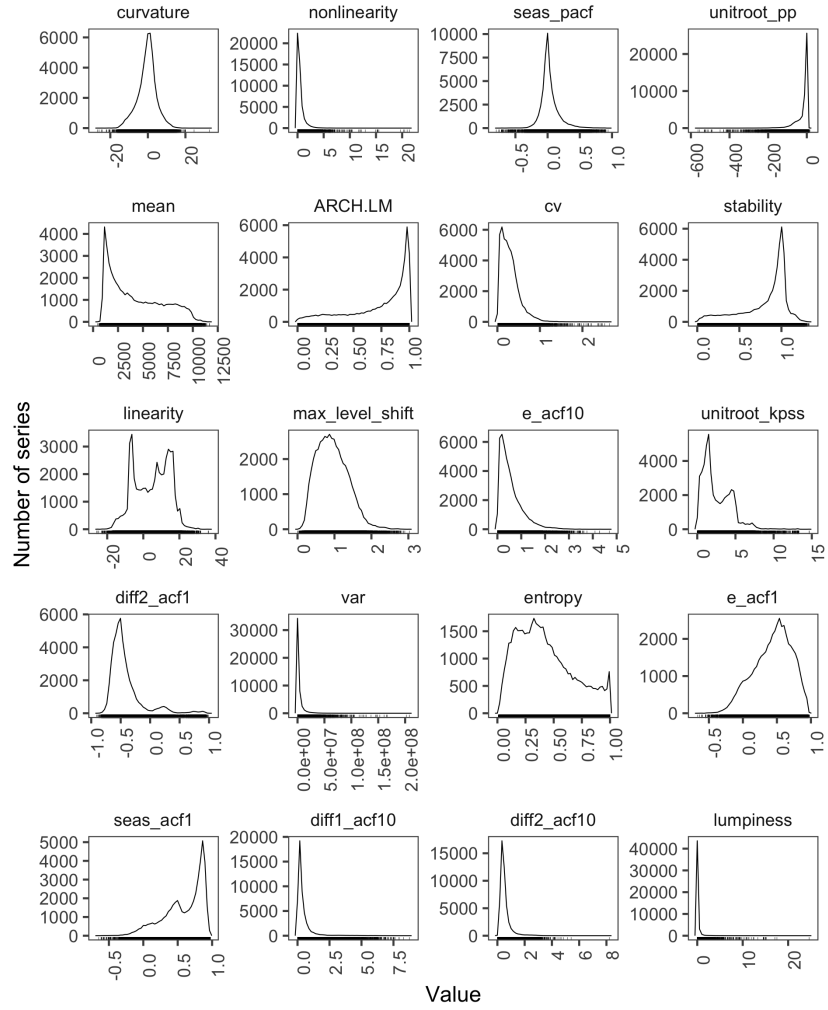 curvature nonlinearity seas_pacf unitroot_pp
6000 4000 2000 0
20000 15000 10000 5000 0
10000 7500 5000 2500 0
20000 10000 0
-20 0 20
0 5 10 15 20
-0.5 0.0 0.5 1.0
-600 -400 -200 0
mean ARCH.LM cv stability
4000 3000 2000 1000 0
6000 4000 2000 0
6000 4000 2000 0
6000 4000 2000 0
0 2500 5000 7500 10000 12500
0.00 0.25 0.50 0.75 1.00
0 1 2
0.0 0.5 1.0
linearity max_level_shift e_acf10 unitroot_kpss
3000 2000 1000 0
2000 1000 0
6000 4000 2000 0
4000 2000 0
-20 0 20 40
0 1 2 3
0 1 2 3 4 5
0 5 10 15
Number of series
diff2_acf1 var entropy e_acf1
6000 4000 2000 0
30000 20000 10000 0
1500 1000 500 0
2000 1000 0
-1.0 -0.5 0.0 0.5 1.0
0.0e+00 5.0e+07 1.0e+08 1.5e+08 2.0e+08
0.00 0.25 0.50 0.75 1.00
-0.5 0.0 0.5 1.0
seas_acf1 diff1_acf10 diff2_acf10 lumpiness
5000 4000 3000 2000 1000 0
20000 15000 10000 5000 0
15000 10000 5000 0
40000 30000 20000 10000 0
-0.5 0.0 0.5 1.0
0.0 2.5 5.0 7.5
0 2 4 6 8
0 10 20
Value